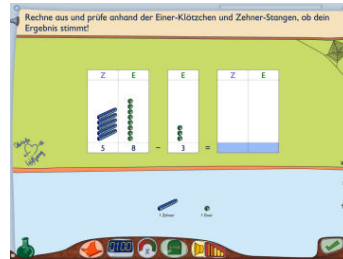 Rechne aus und prüfe anhand der Einer-Klötzchen und Zehner-Stangen, ob dein
Ergebnis stimmt!
Z E E Z E
5 8 - 3 =
1 Zehner 1 Einer
0100